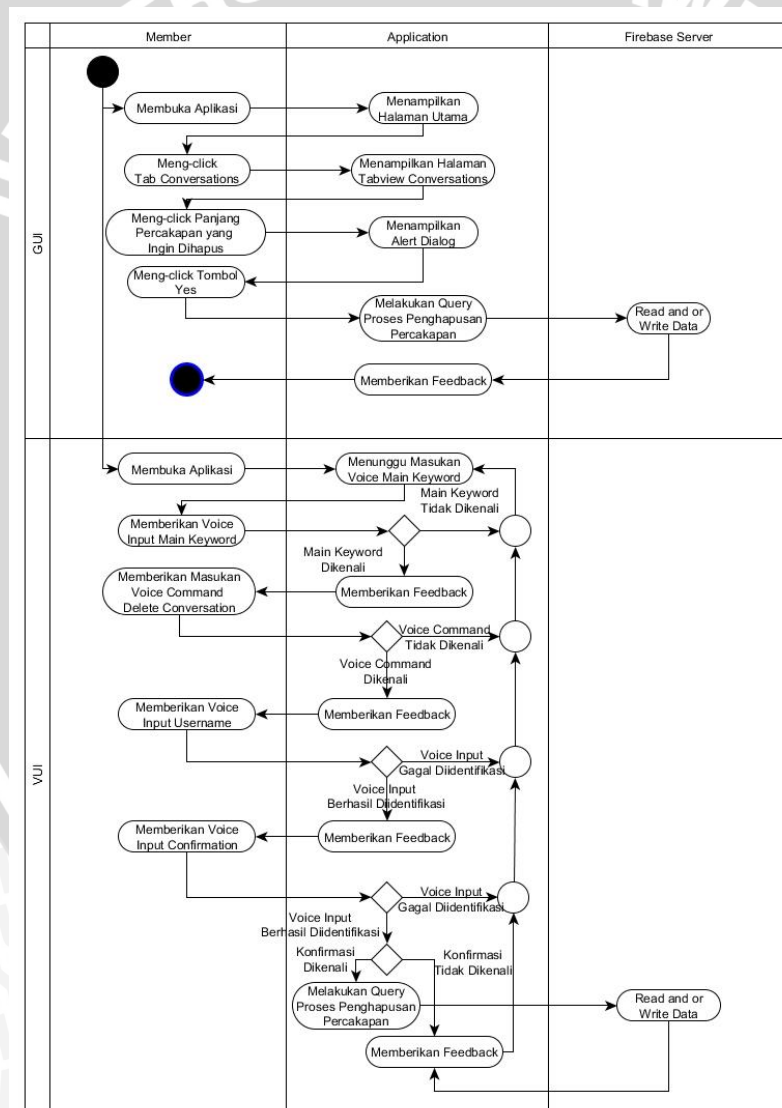 Member
Application
Firebase Server
GUI
Membuka Aplikasi
Menampilkan
Halaman Utama
Meng-click
Tab Conversations
Menampilkan Halaman
Tabview Conversations
Meng-click Panjang
Percakapan yang
Ingin Dihapus
Menampilkan
Alert Dialog
Meng-click Tombol
Yes
Melakukan Query
Proses Penghapusan
Percakapan
Read and or
Write Data
Memberikan Feedback
VUI
Membuka Aplikasi
Menunggu Masukan
Voice Main Keyword
Main Keyword
Tidak Dikenali
Memberikan Voice
Input Main Keyword
Main Keyword
Dikenali
Memberikan Masukan
Voice Command
Delete Conversation
Memberikan Feedback
Voice Command
Tidak Dikenali
Voice Command
Dikenali
Memberikan Voice
Input Username
Memberikan Feedback
Voice Input
Gagal Diidentifikasi
Voice Input
Berhasil Diidentifikasi
Memberikan Voice
Input Confirmation
Memberikan Feedback
Voice Input
Gagal Diidentifikasi
Voice Input
Berhasil Diidentifikasi
Konfirmasi
Dikenali
Konfirmasi
Tidak Dikenali
Melakukan Query
Proses Penghapusan
Percakapan
Read and or
Write Data
Memberikan Feedback